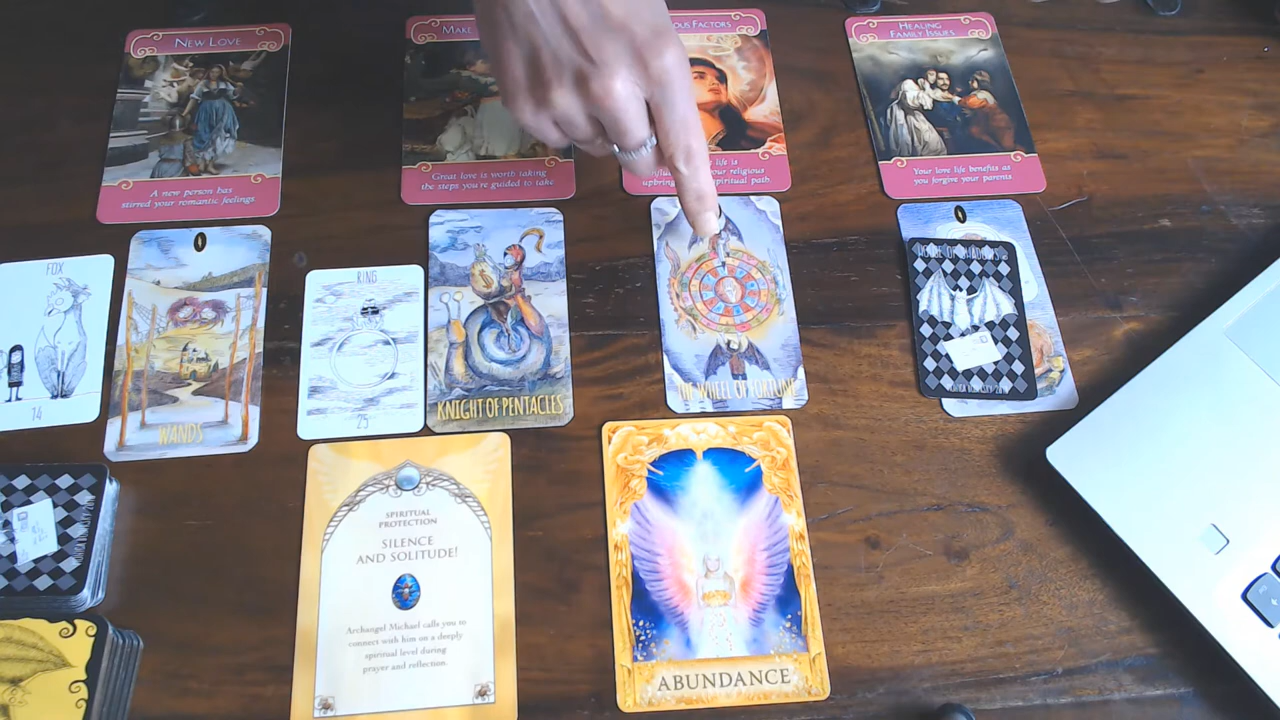 NEW LOVE
A new person has
stirred your romantic feelings
MAKE
Great love is worth taking
the steps you're guided to take
FACTORS
life is
your religious
spiritual path
HEALING
FAMILY ISSUES
Your love life benefits as
you forgive your parents
FOX
14
WANDS
RING
25
KNIGHT OF PENTACLES
THE WHEEL OF FORTUNE
SPIRITUAL
PROTECTION
SILENCE
AND SOLITUDE!
Archangel Michael calls you to
connect with him on a deeply
spiritual level during
prayer and reflection.
ABUNDANCE